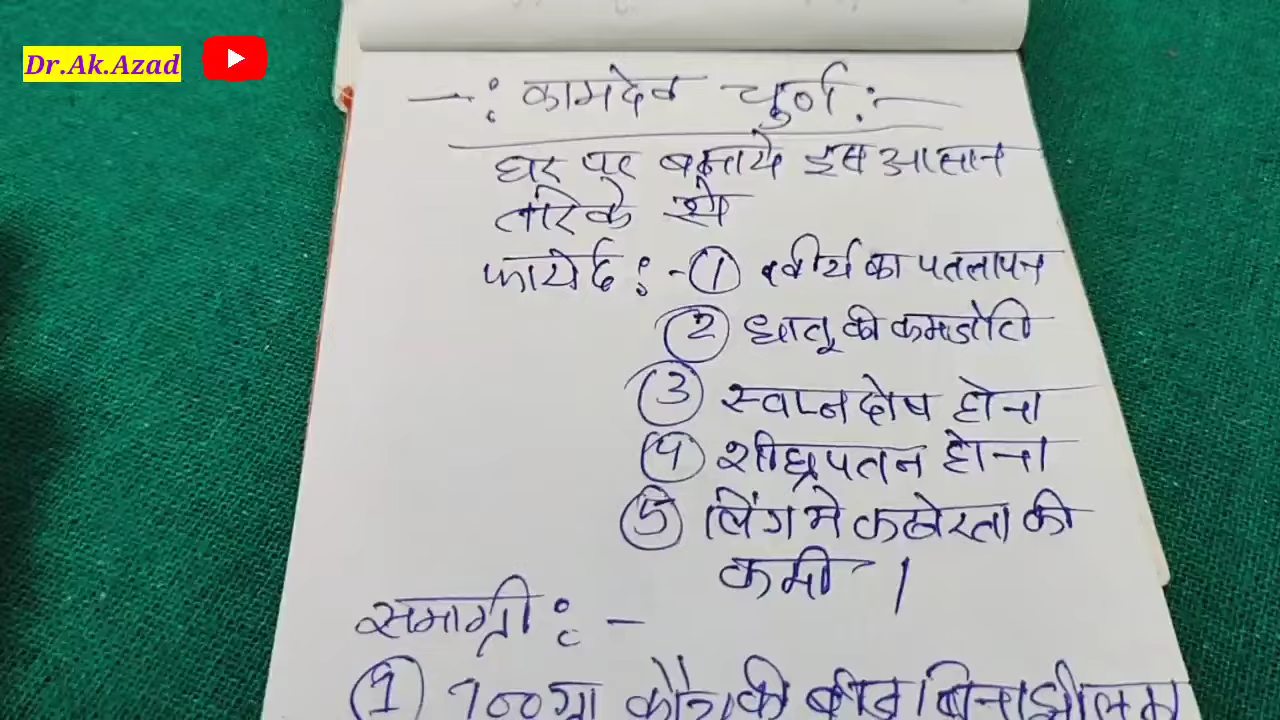 Dr.Ak.Azad
-: कामदेव चुर्ण :-
घर पर बनाये इस आसान
तरिके से
फायेदें :- ① वीर्य का पतलापन
② धातू की कमजोरि
③ स्वप्नदोष होना
④ शीघ्रपतन होना
⑤ लिंग मे कठोरता की
कमी ।
समाग्री :-
① 100 ग्रा कौच की बीज